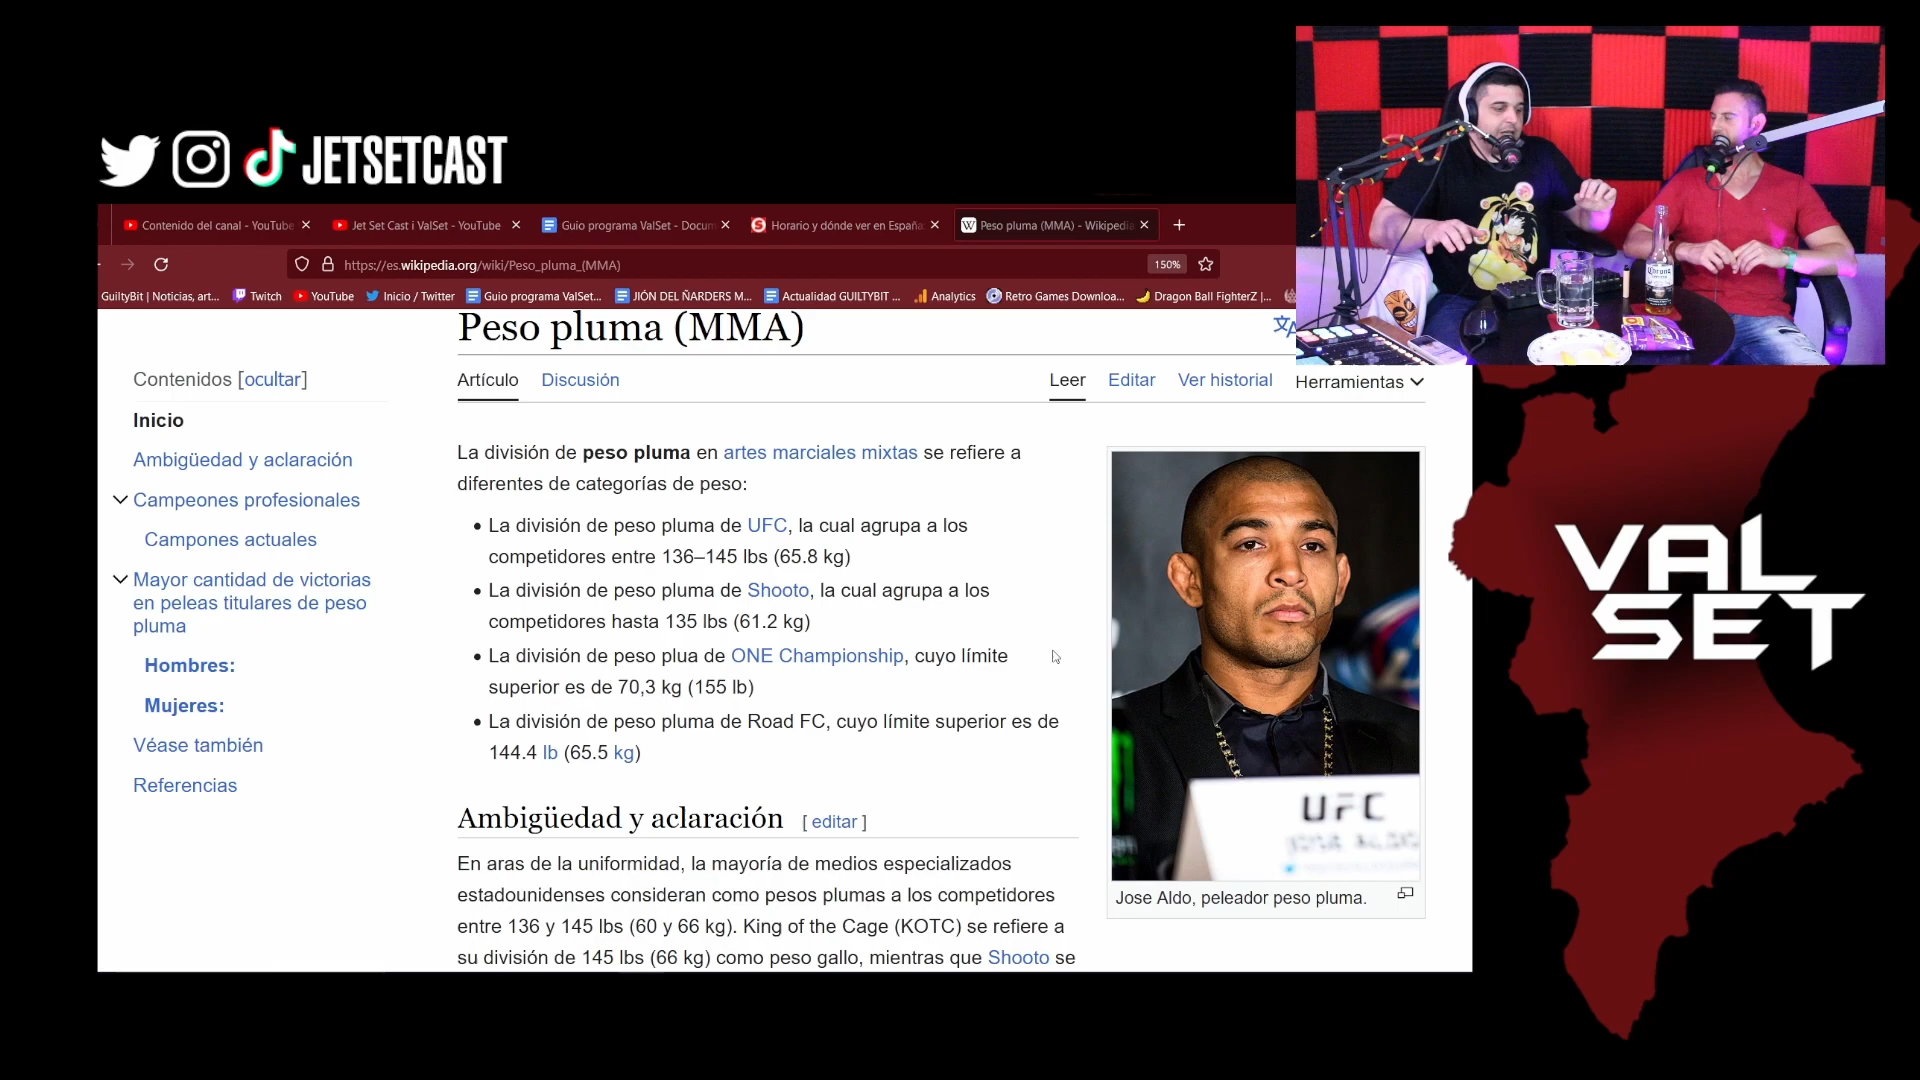 JETSETCAST
Contenido del canal - YouTube
Jet Set Cast i ValSet - YouTube
Guio programa ValSet - Docum
Horario y dónde ver en España
Peso pluma (MMA) - Wikipedia
https://es.wikipedia.org/wiki/Peso_pluma_(MMA)
150%
GuiltyBit | Noticias, art...
Twitch
YouTube
Inicio / Twitter
Guio programa ValSet...
JIÓN DEL ÑARDERS M...
Actualidad GUILTYBIT ...
Analytics
Retro Games Downloa...
Dragon Ball FighterZ |...
Peso pluma (MMA)
Contenidos [ocultar]
Artículo
Discusión
Leer
Editar
Ver historial
Herramientas
Inicio
Ambigüedad y aclaración
Campeones profesionales
Campones actuales
Mayor cantidad de victorias
en peleas titulares de peso
pluma
Hombres:
Mujeres:
Véase también
Referencias
La división de peso pluma en artes marciales mixtas se refiere a
diferentes de categorías de peso:
La división de peso pluma de UFC, la cual agrupa a los
competidores entre 136–145 lbs (65.8 kg)
La división de peso pluma de Shooto, la cual agrupa a los
competidores hasta 135 lbs (61.2 kg)
La división de peso plua de ONE Championship, cuyo límite
superior es de 70,3 kg (155 lb)
La división de peso pluma de Road FC, cuyo límite superior es de
144.4 lb (65.5 kg)
Ambigüedad y aclaración [ editar ]
En aras de la uniformidad, la mayoría de medios especializados
estadounidenses consideran como pesos plumas a los competidores
entre 136 y 145 lbs (60 y 66 kg). King of the Cage (KOTC) se refiere a
su división de 145 lbs (66 kg) como peso gallo, mientras que Shooto se
UFC
JOSE ALDO
Jose Aldo, peleador peso pluma.
Corona
VAL
SET